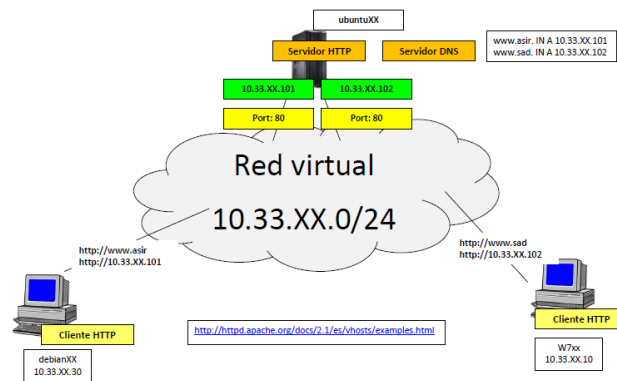 ubuntuXX
Servidor HTTP
Servidor DNS
www.asir. IN A 10.33.XX.101
www.sad. IN A 10.33.XX.102
10.33.XX.101
10.33.XX.102
Port: 80
Port: 80
Red virtual
10.33.XX.0/24
http://www.asir
http://10.33.XX.101
http://www.sad
http://10.33.XX.102
Cliente HTTP
debianXX
10.33.XX.30
http://httpd.apache.org/docs/2.1/es/vhosts/examples.html
Cliente HTTP
W7xx
10.33.XX.10